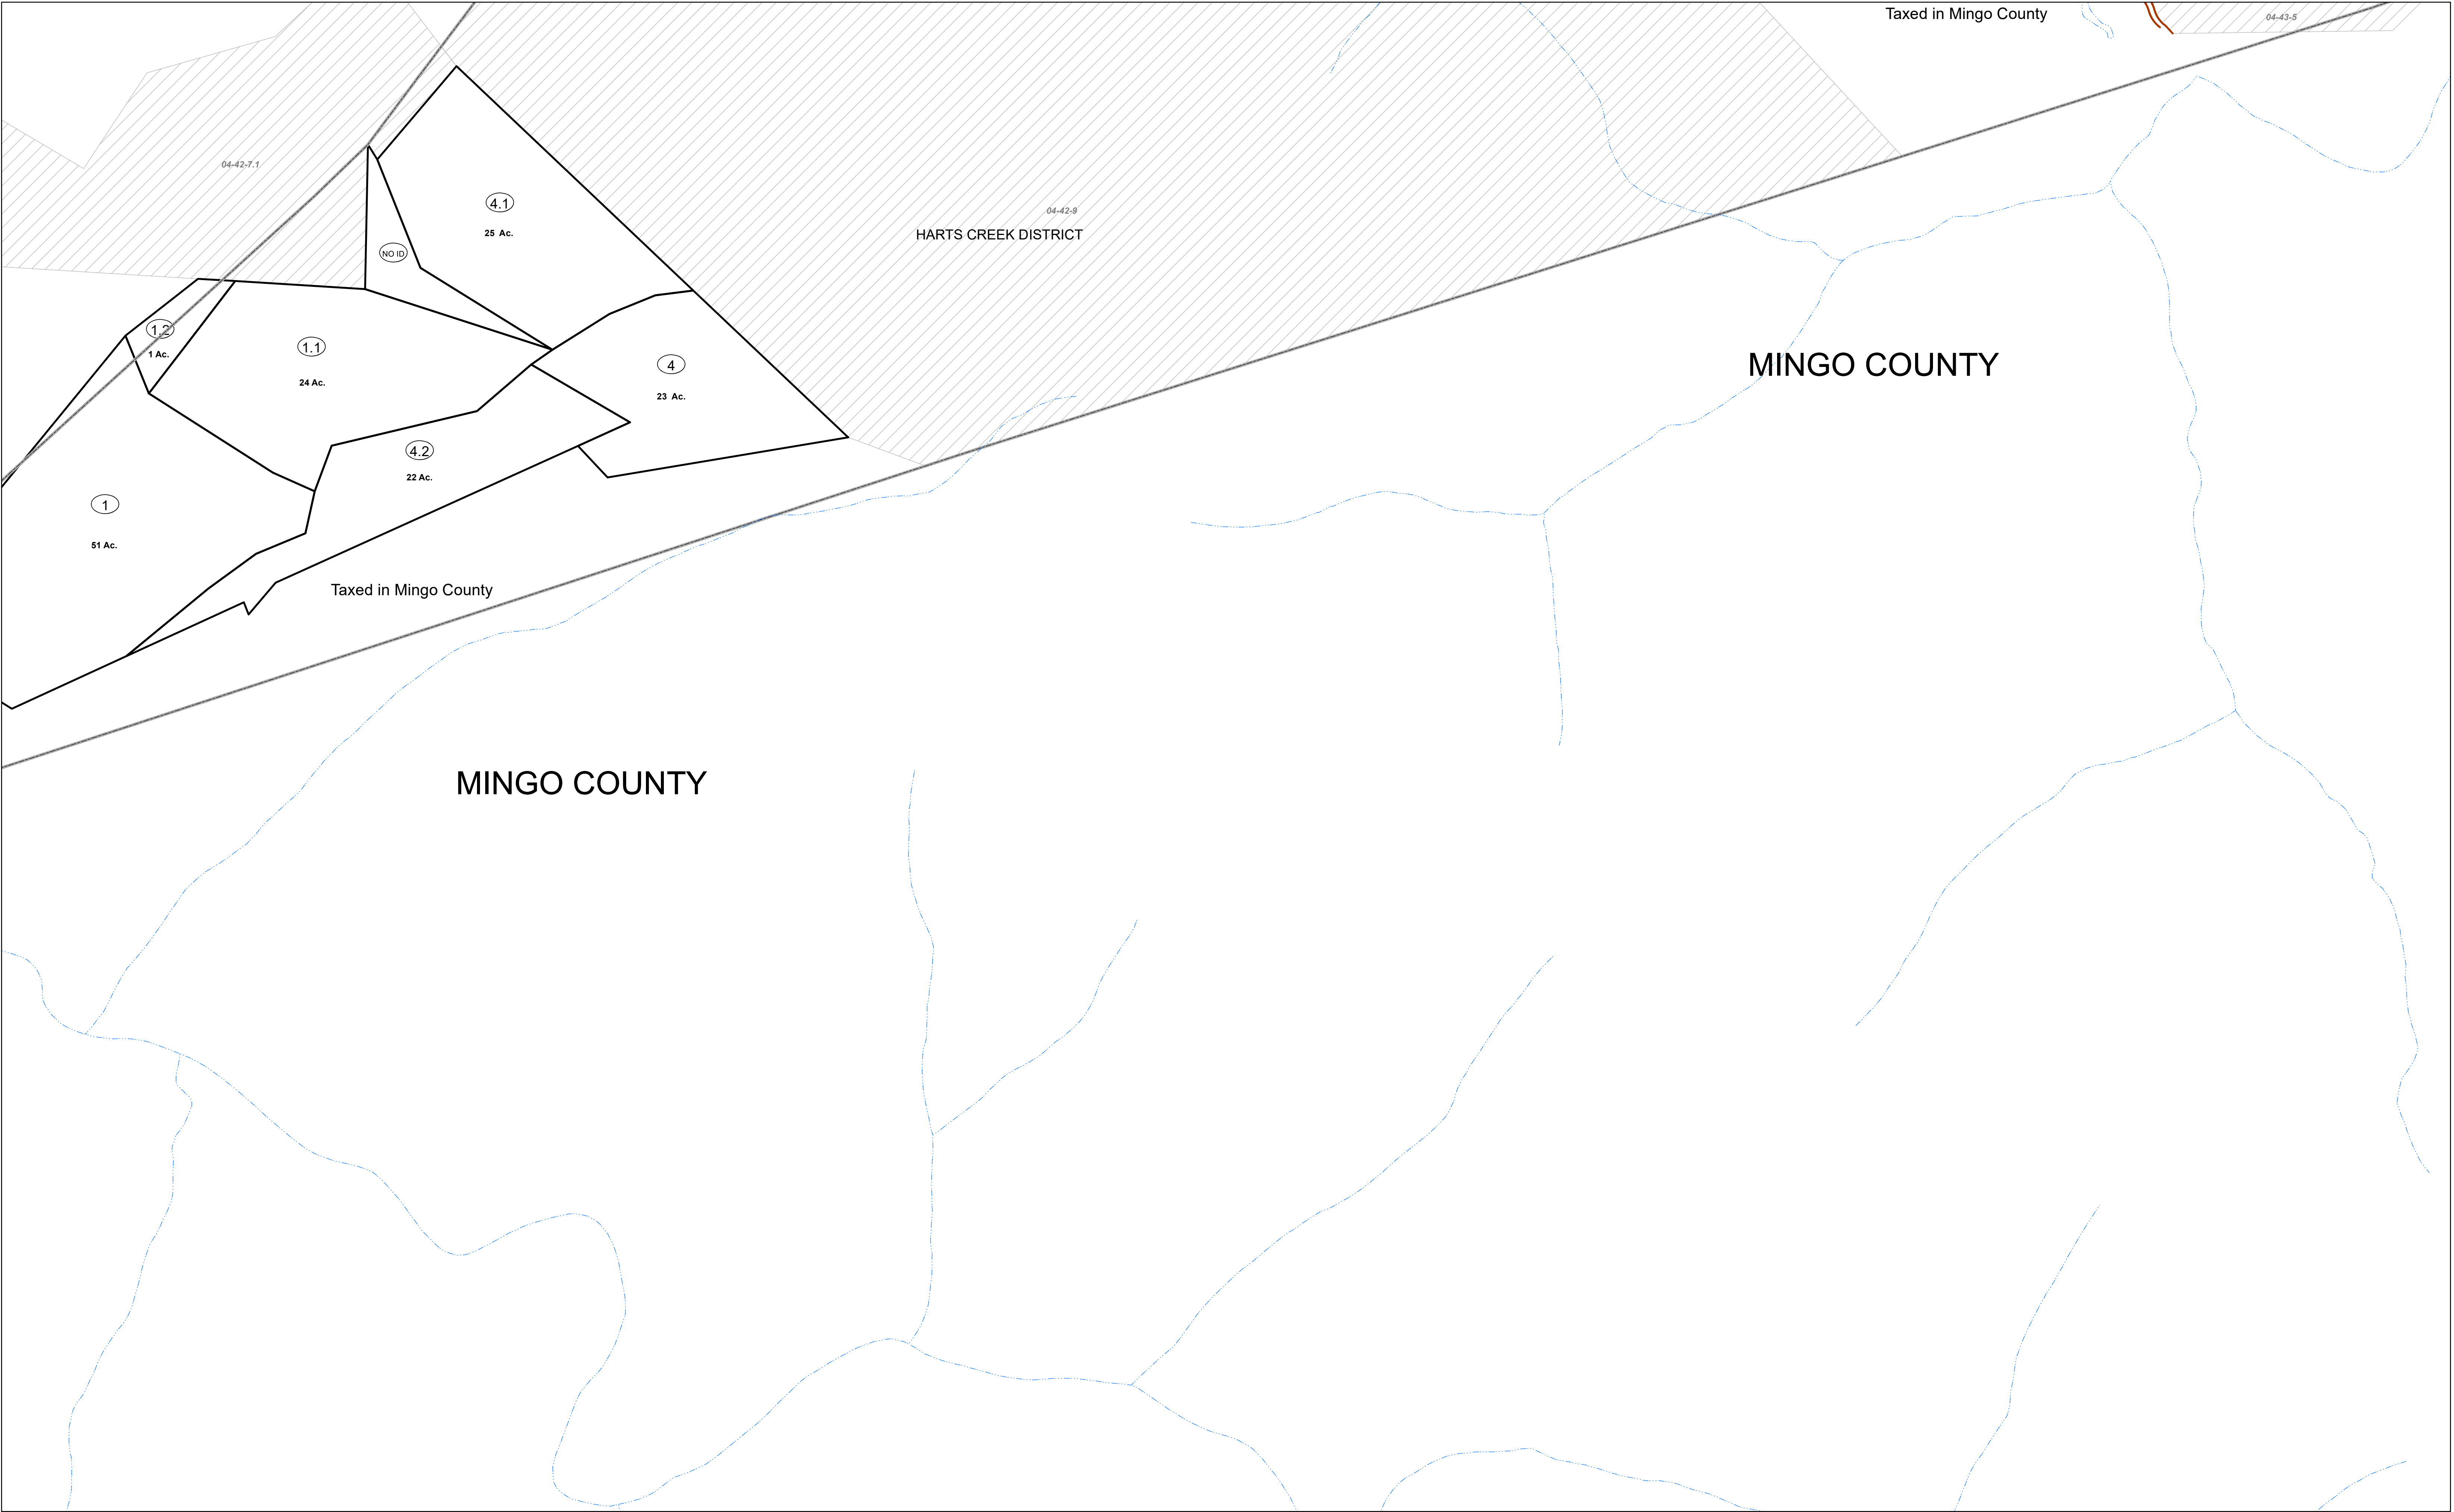 Taxed in Mingo County
04-43-5
04-42-7.1
4.1
25 Ac.
04-42-9
HARTS CREEK DISTRICT
NO ID
1.2
1 Ac.
1.1
24 Ac.
4
23 Ac.
MINGO COUNTY
4.2
22 Ac.
1
51 Ac.
Taxed in Mingo County
MINGO COUNTY